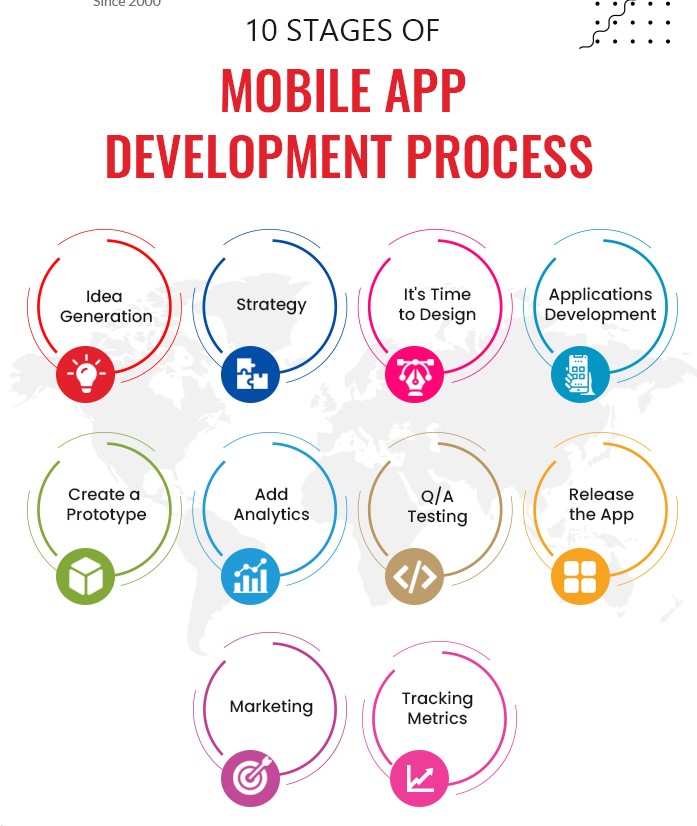 Since 2000
10 STAGES OF
MOBILE APP
DEVELOPMENT PROCESS
Idea
Generation
Strategy
It's Time
to Design
Applications
Development
Create a
Prototype
Add
Analytics
Q/A
Testing
Release
the App
Marketing
Tracking
Metrics